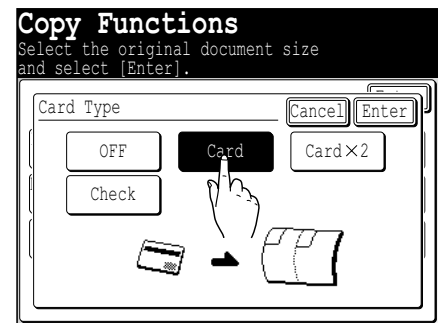 Copy Functions
Select the original document size
and select [Enter].
Card Type
Cancel Enter
OFF Card Card×2
Check